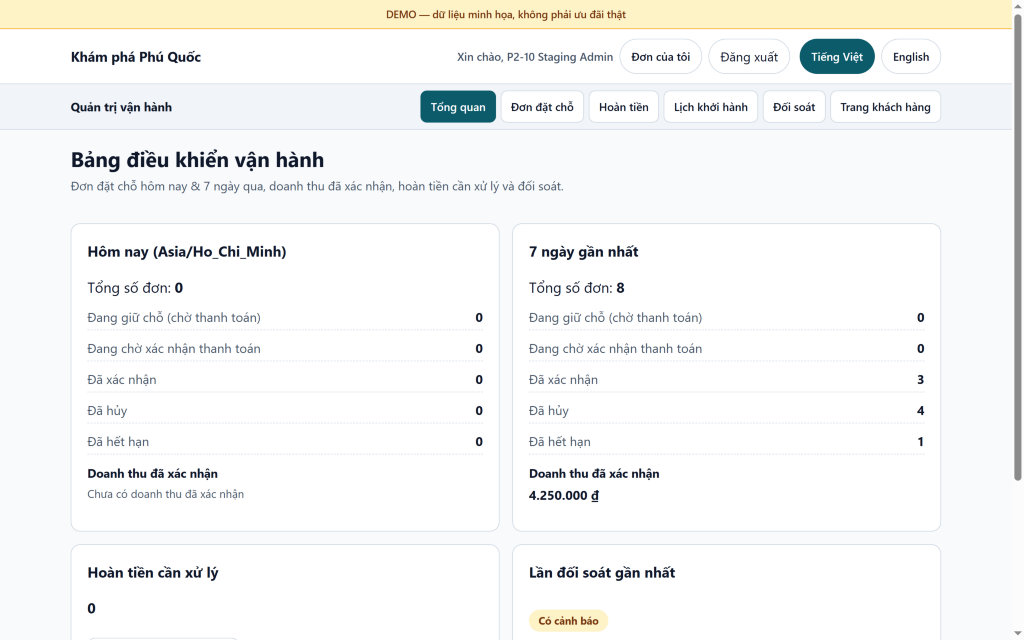 DEMO — dữ liệu minh họa, không phải ưu đãi thật
Khám phá Phú Quốc
Xin chào, P2-10 Staging Admin
Đơn của tôi
Đăng xuất
Tiếng Việt
English
Quản trị vận hành
Tổng quan
Đơn đặt chỗ
Hoàn tiền
Lịch khởi hành
Đối soát
Trang khách hàng
Bảng điều khiển vận hành
Đơn đặt chỗ hôm nay & 7 ngày qua, doanh thu đã xác nhận, hoàn tiền cần xử lý và đối soát.
Hôm nay (Asia/Ho_Chi_Minh)
Tổng số đơn: 0
Đang giữ chỗ (chờ thanh toán) 0
Đang chờ xác nhận thanh toán 0
Đã xác nhận 0
Đã hủy 0
Đã hết hạn 0
Doanh thu đã xác nhận
Chưa có doanh thu đã xác nhận
7 ngày gần nhất
Tổng số đơn: 8
Đang giữ chỗ (chờ thanh toán) 0
Đang chờ xác nhận thanh toán 0
Đã xác nhận 3
Đã hủy 4
Đã hết hạn 1
Doanh thu đã xác nhận
4.250.000 ₫
Hoàn tiền cần xử lý
0
Lần đối soát gần nhất
Có cảnh báo